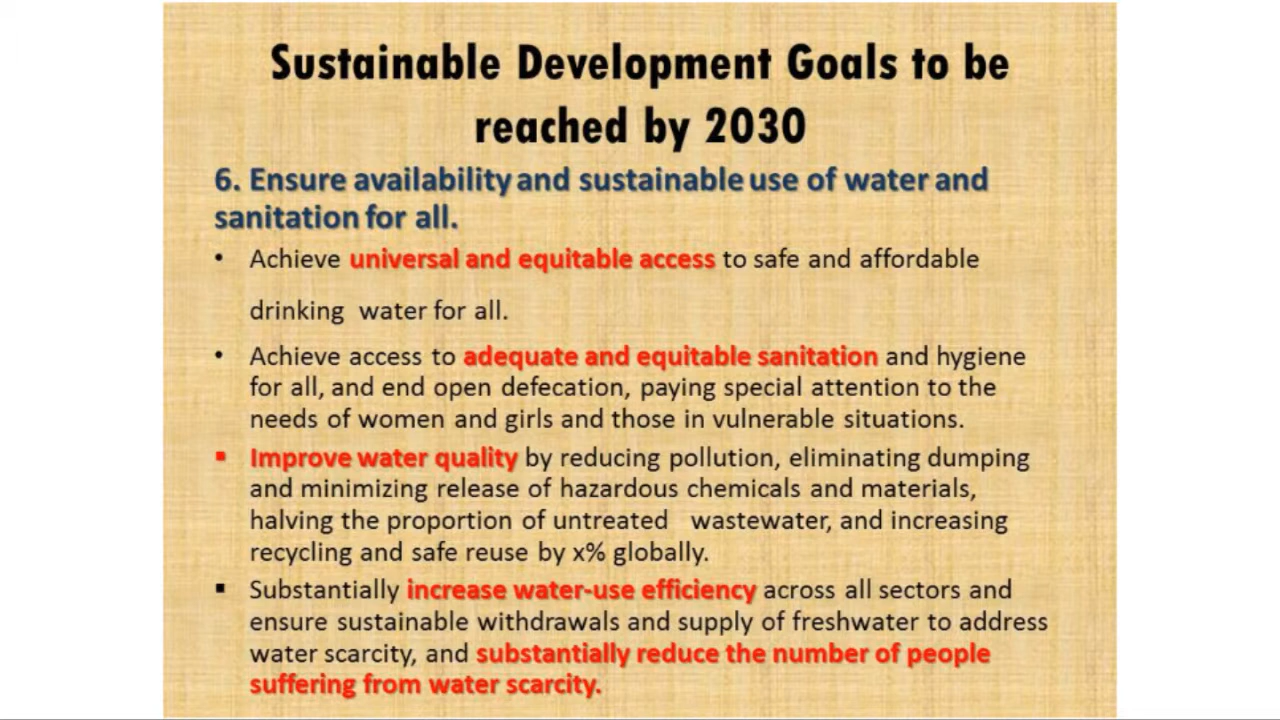 Sustainable Development Goals to be
reached by 2030
6. Ensure availability and sustainable use of water and
sanitation for all.
• Achieve universal and equitable access to safe and affordable
drinking water for all.
• Achieve access to adequate and equitable sanitation and hygiene
for all, and end open defecation, paying special attention to the
needs of women and girls and those in vulnerable situations.
▪ Improve water quality by reducing pollution, eliminating dumping
and minimizing release of hazardous chemicals and materials,
halving the proportion of untreated wastewater, and increasing
recycling and safe reuse by x% globally.
▪ Substantially increase water-use efficiency across all sectors and
ensure sustainable withdrawals and supply of freshwater to address
water scarcity, and substantially reduce the number of people
suffering from water scarcity.